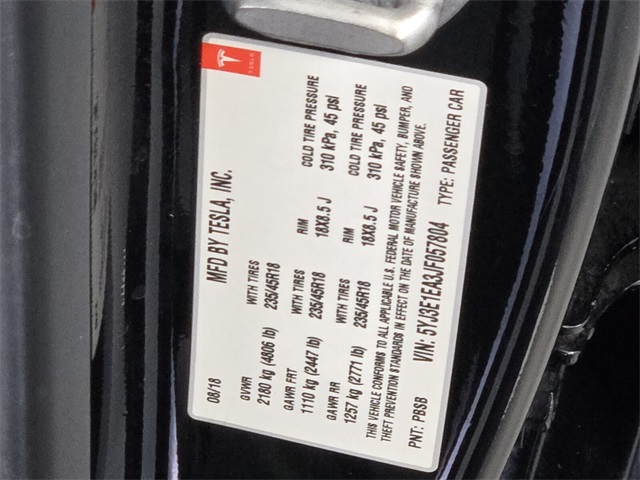 TESLA
08/18 MFD BY TESLA, INC.
GVWR
2180 kg (4806 lb)
GAWR FRT WITH TIRES RIM COLD TIRE PRESSURE
1110 kg (2447 lb) 235/45R18 18X8.5 J 310 kPa, 45 psi
GAWR RR WITH TIRES RIM COLD TIRE PRESSURE
1257 kg (2771 lb) 235/45R18 18X8.5 J 310 kPa, 45 psi
WITH TIRES
235/45R18
THIS VEHICLE CONFORMS TO ALL APPLICABLE U.S. FEDERAL MOTOR VEHICLE SAFETY, BUMPER, AND
THEFT PREVENTION STANDARDS IN EFFECT ON THE DATE OF MANUFACTURE SHOWN ABOVE.
PNT: PBSB VIN: 5YJ3E1EA3JF057804 TYPE: PASSENGER CAR